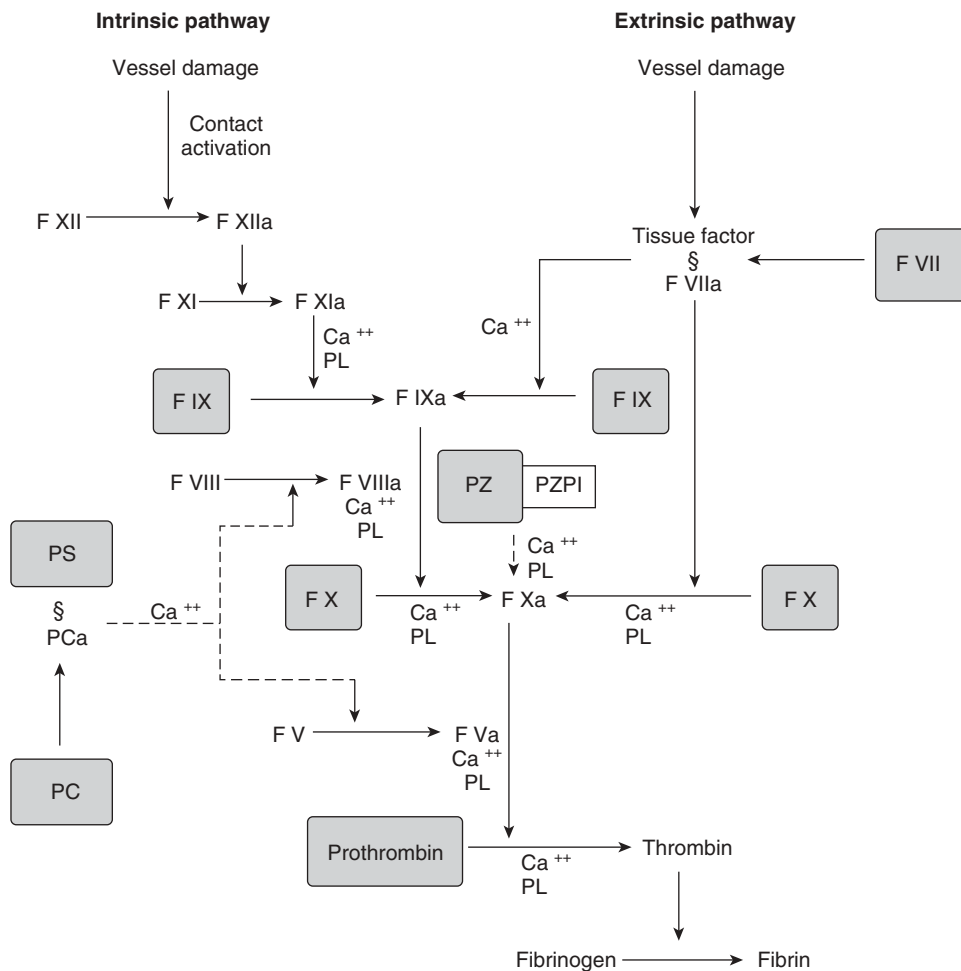 Intrinsic pathway
Extrinsic pathway
Vessel damage
Vessel damage
Contact
activation
F XII
F XIIa
Tissue factor
§
F VIIa
F VII
F XI
F XIa
Ca ++
PL
Ca ++
F IX
F IXa
F IX
F VIII
F VIIIa
Ca ++
PL
PZ
PZPI
Ca ++
PL
PS
§
PCa
Ca ++
F X
Ca ++
PL
F Xa
Ca ++
PL
F X
PC
F V
F Va
Ca ++
PL
Prothrombin
Ca ++
PL
Thrombin
Fibrinogen
Fibrin